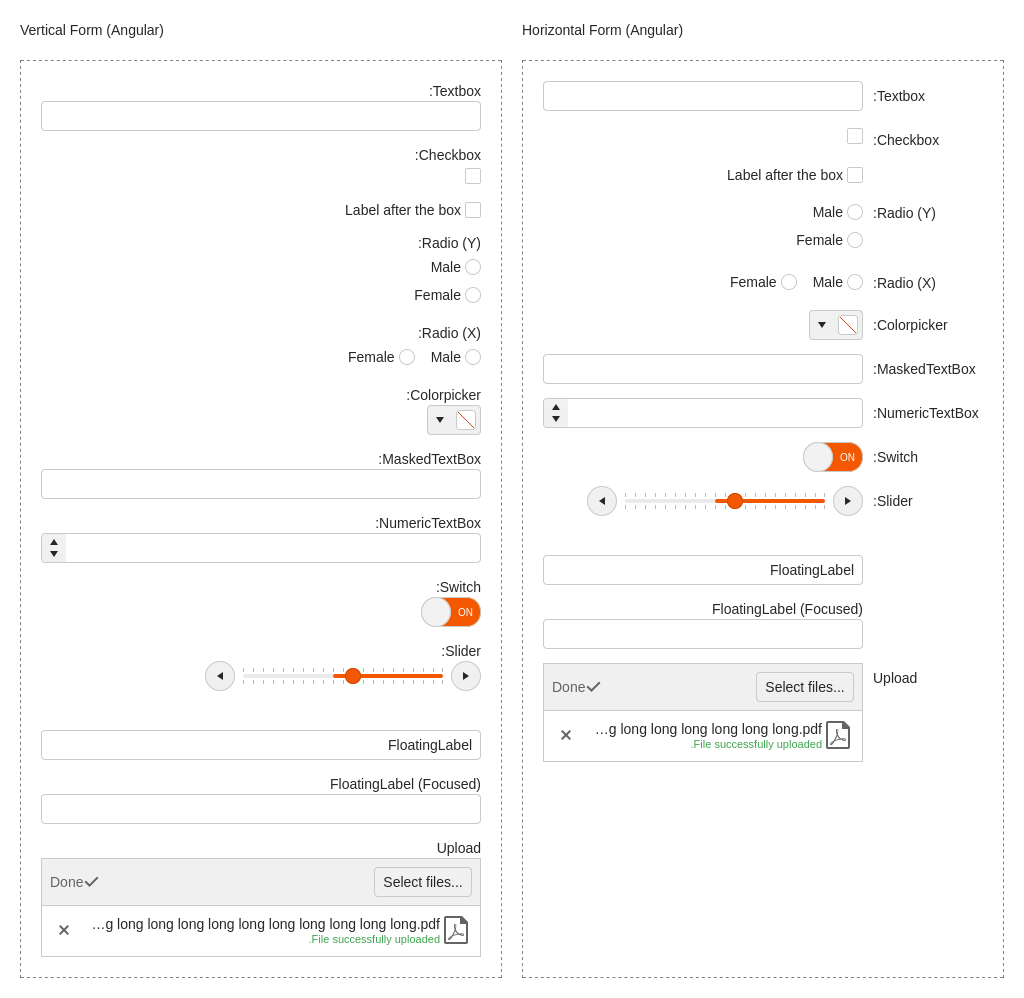 Vertical Form (Angular)
:Textbox
:Checkbox
Label after the box
:Radio (Y)
Male
Female
:Radio (X)
Female Male
:Colorpicker
:MaskedTextBox
:NumericTextBox
:Switch
ON
:Slider
FloatingLabel
FloatingLabel (Focused)
Upload
Done Select files...
...g long long long long long long long long long long.pdf
.File successfully uploaded
Horizontal Form (Angular)
:Textbox
:Checkbox
Label after the box
Male :Radio (Y)
Female
Female Male :Radio (X)
:Colorpicker
:MaskedTextBox
:NumericTextBox
ON :Switch
:Slider
FloatingLabel
FloatingLabel (Focused)
Upload
Done Select files...
...g long long long long long long.pdf
.File successfully uploaded